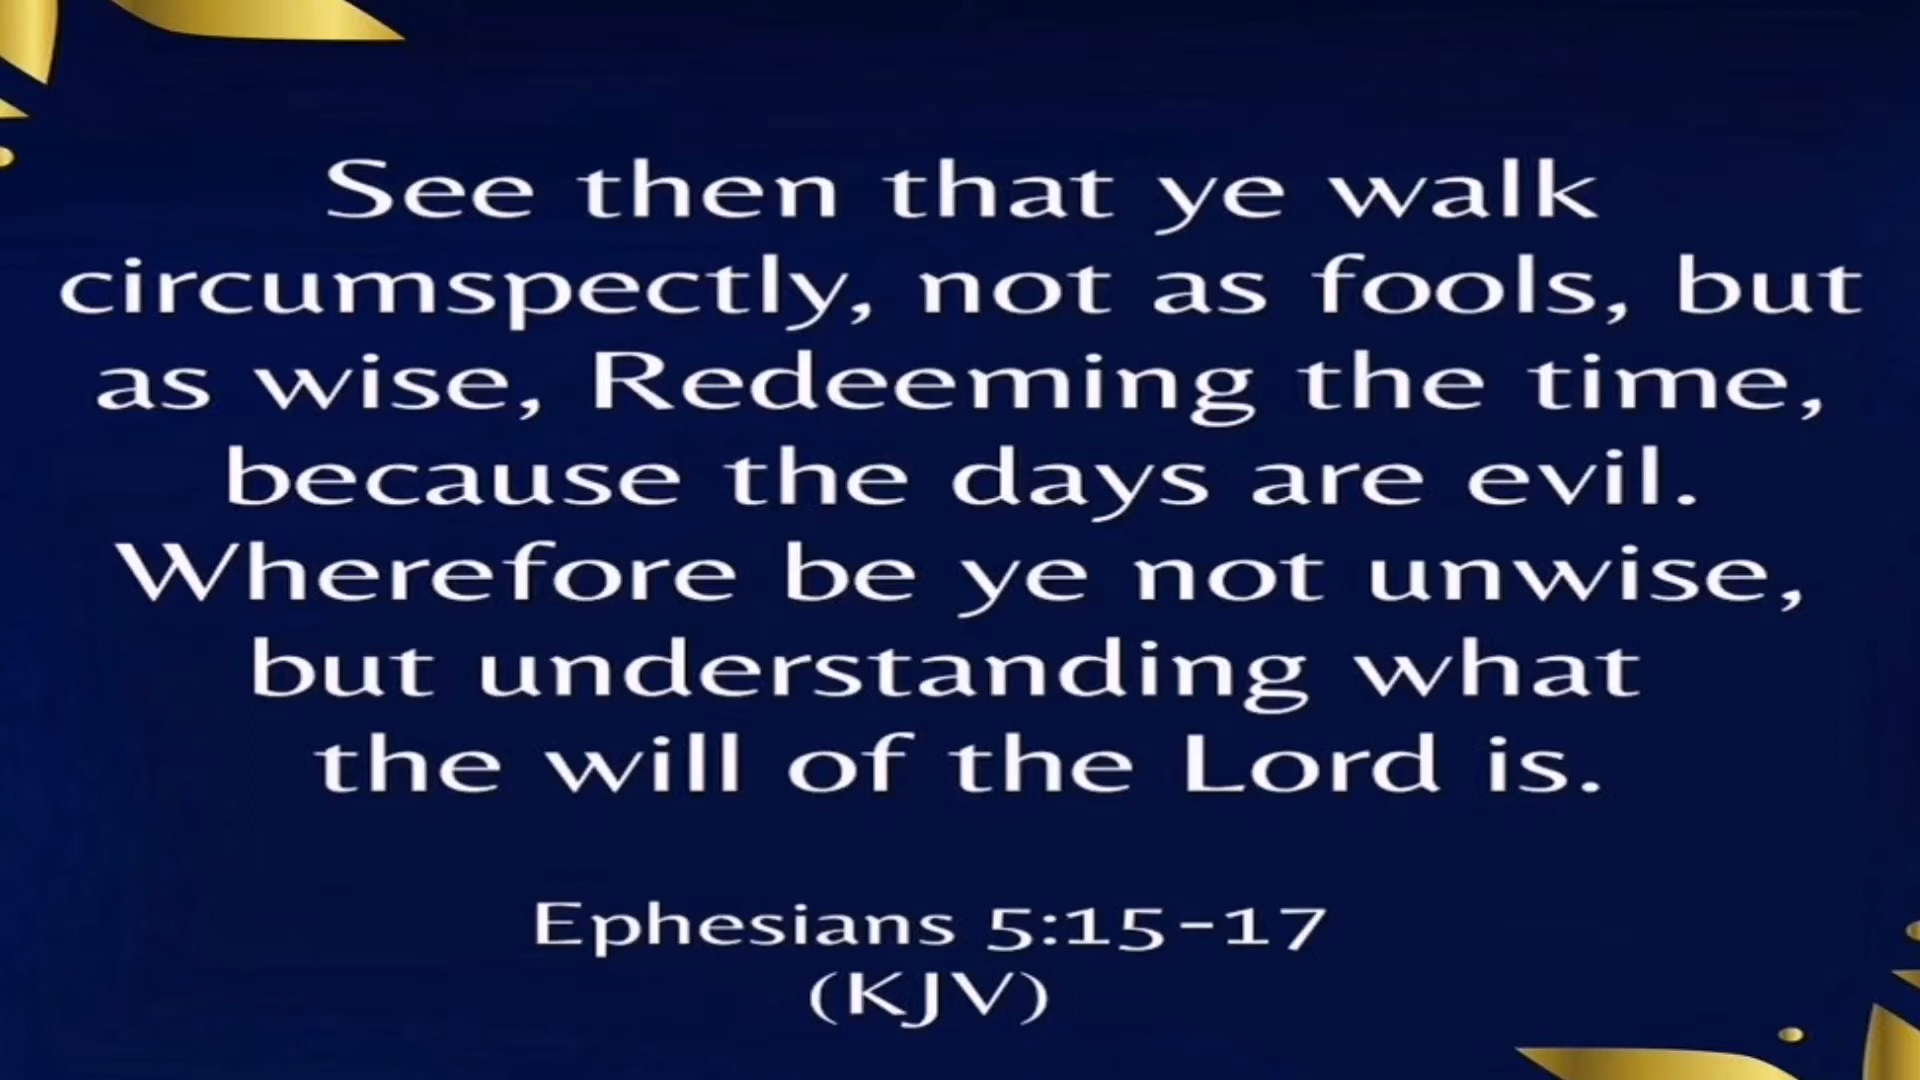 See then that ye walk
circumspectly, not as fools, but
as wise, Redeeming the time,
because the days are evil.
Wherefore be ye not unwise,
but understanding what
the will of the Lord is.
Ephesians 5:15-17
(KJV)